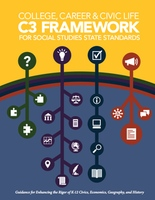 COLLEGE, CAREER & CIVIC LIFE
C3 FRAMEWORK
FOR SOCIAL STUDIES STATE STANDARDS
Guidance for Enhancing the Rigor of K-12 Civics, Economics, Geography, and History